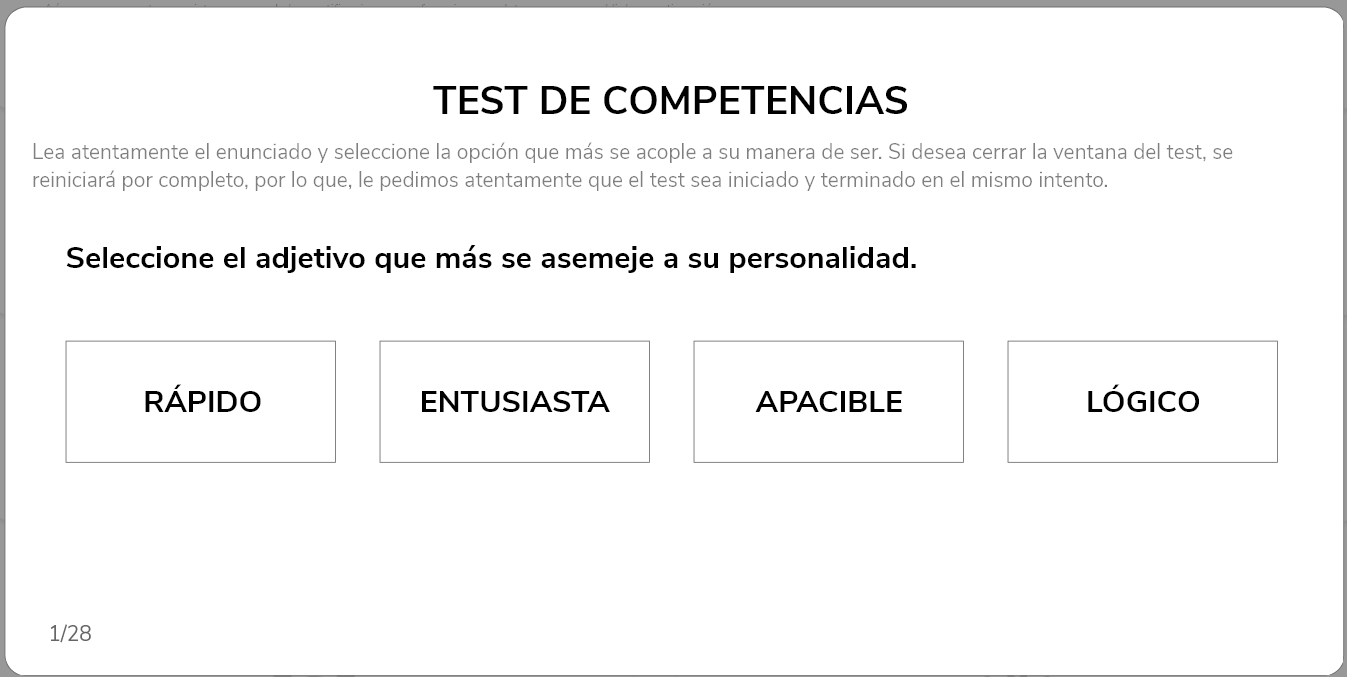 TEST DE COMPETENCIAS
Lea atentamente el enunciado y seleccione la opción que más se acople a su manera de ser. Si desea cerrar la ventana del test, se
reiniciará por completo, por lo que, le pedimos atentamente que el test sea iniciado y terminado en el mismo intento.
Seleccione el adjetivo que más se asemeje a su personalidad.
RÁPIDO
ENTUSIASTA
APACIBLE
LÓGICO
1/28